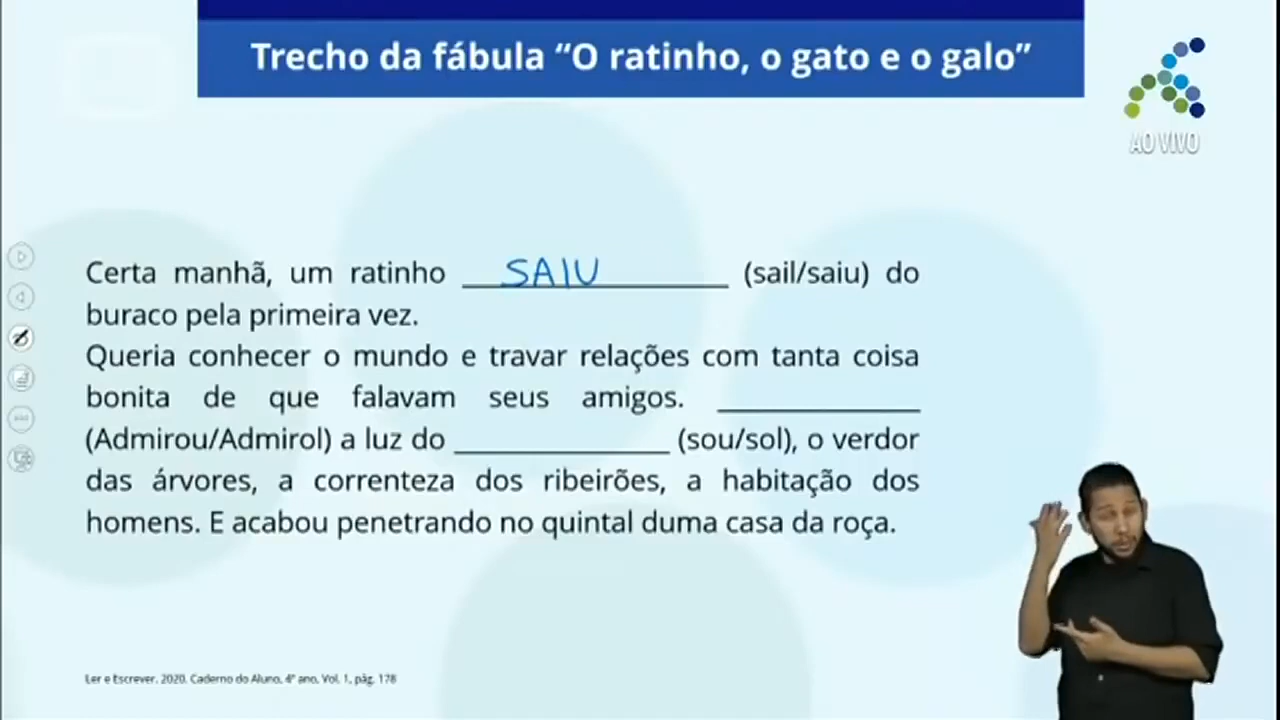 Trecho da fábula “O ratinho, o gato e o galo”
AO VIVO
Certa manhã, um ratinho SAIU (sail/saiu) do
buraco pela primeira vez.
Queria conhecer o mundo e travar relações com tanta coisa
bonita de que falavam seus amigos. ____________
(Admirou/Admirol) a luz do ____________ (sou/sol), o verdor
das árvores, a correnteza dos ribeirões, a habitação dos
homens. E acabou penetrando no quintal duma casa da roça.
Ler e Escrever. 2020. Caderno do Aluno, 4º ano, Vol. 1, pág. 178